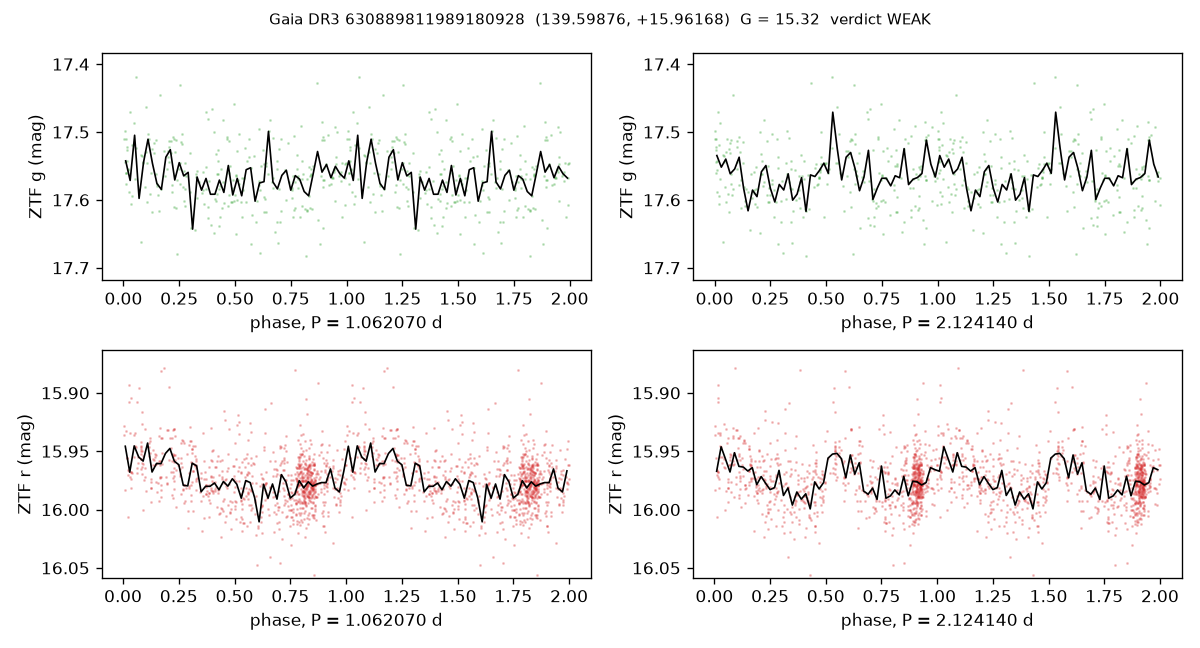 Gaia DR3 630889811989180928  (139.59876, +15.96168)  G = 15.32  verdict WEAK
ZTF g (mag)
17.4
17.5
17.6
17.7
0.00 0.25 0.50 0.75 1.00 1.25 1.50 1.75 2.00
phase, P = 1.062070 d
ZTF g (mag)
17.4
17.5
17.6
17.7
0.00 0.25 0.50 0.75 1.00 1.25 1.50 1.75 2.00
phase, P = 2.124140 d
ZTF r (mag)
15.90
15.95
16.00
16.05
0.00 0.25 0.50 0.75 1.00 1.25 1.50 1.75 2.00
phase, P = 1.062070 d
ZTF r (mag)
15.90
15.95
16.00
16.05
0.00 0.25 0.50 0.75 1.00 1.25 1.50 1.75 2.00
phase, P = 2.124140 d